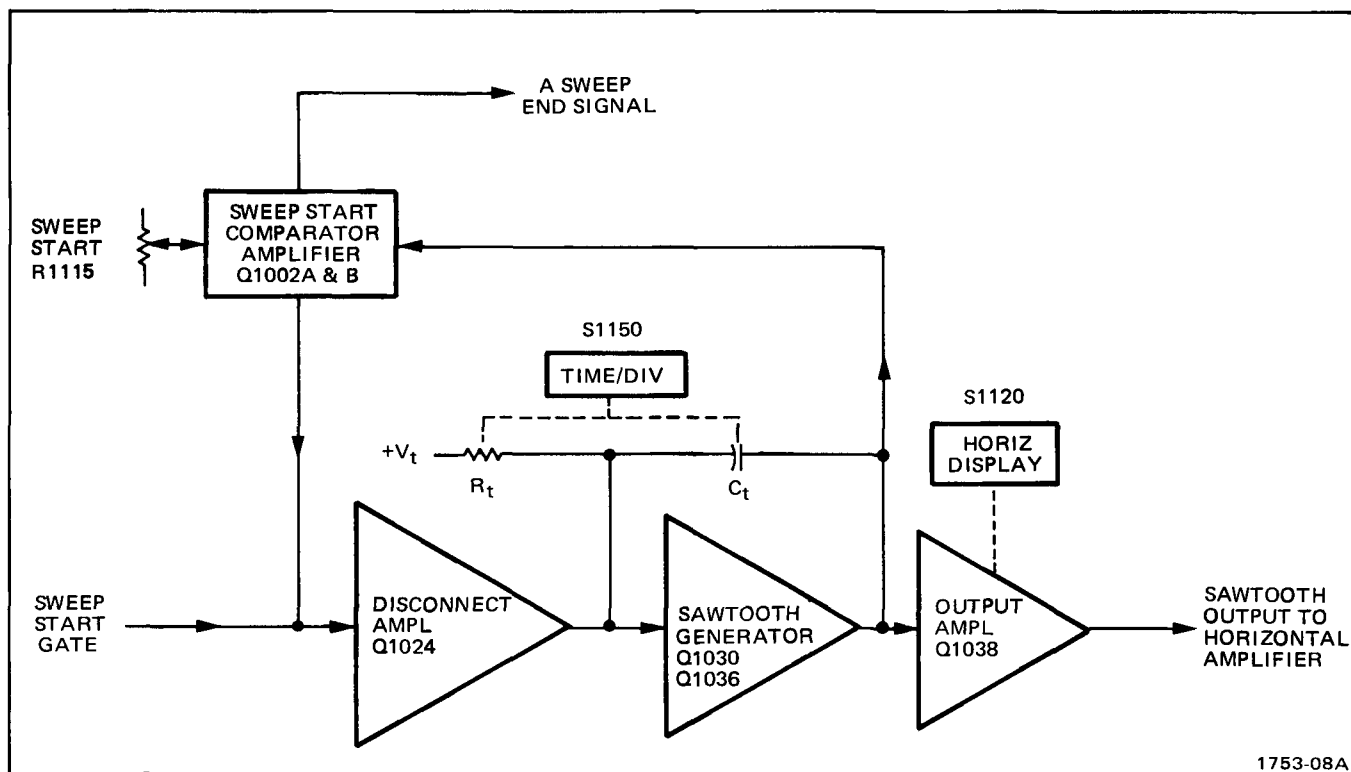 A SWEEP
END SIGNAL
SWEEP
START
R1115
SWEEP START
COMPARATOR
AMPLIFIER
Q1002A & B
S1150
TIME/DIV
S1120
HORIZ
DISPLAY
+Vt
Rt
Ct
SWEEP
START
GATE
DISCONNECT
AMPL
Q1024
SAWTOOTH
GENERATOR
Q1030
Q1036
OUTPUT
AMPL
Q1038
SAWTOOTH
OUTPUT TO
HORIZONTAL
AMPLIFIER
1753-08A